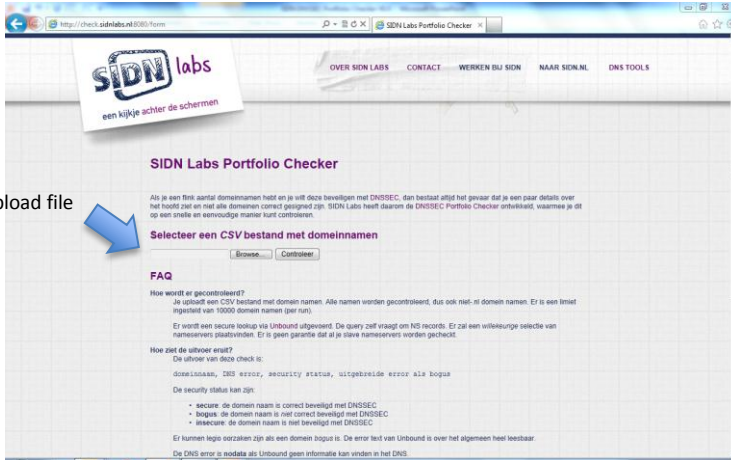 http://check.sidnlabs.nl:8080/form
SIDN Labs Portfolio Checker
SIDN labs
een kijkje achter de schermen
OVER SIDN LABS CONTACT WERKEN BIJ SIDN NAAR SIDN.NL DNS TOOLS
SIDN Labs Portfolio Checker
Als je een flink aantal domeinnamen hebt en je wilt deze beveiligen met DNSSEC, dan bestaat altijd het gevaar dat je een paar details over
het hoofd ziet en niet alle domeinen correct gesigned zijn. SIDN Labs heeft daarom de DNSSEC Portfolio Checker ontwikkeld, waarmee je dit
op een snelle en eenvoudige manier kunt controleren.
pload file
Selecteer een CSV bestand met domeinnamen
Browse... Controleer
FAQ
Hoe wordt er gecontroleerd?
Je uploadt een CSV bestand met domein namen. Alle namen worden gecontroleerd, dus ook niet-.nl domein namen. Er is een limiet
ingesteld van 10000 domein namen (per run).
Er wordt een secure lookup via Unbound uitgevoerd. De query zelf vraagt om NS records. Er zal een willekeurige selectie van
nameservers plaatsvinden. Er is geen garantie dat al je slave nameservers worden gecheckt.
Hoe ziet de uitvoer eruit?
De uitvoer van deze check is:
domeinnaam, DNS error, security status, uitgebreide error als bogus
De security status kan zijn:
• secure: de domein naam is correct beveiligd met DNSSEC
• bogus: de domein naam is niet correct beveiligd met DNSSEC
• insecure: de domein naam is niet beveiligd met DNSSEC
Er kunnen legio oorzaken zijn als een domein bogus is. De error text van Unbound is over het algemeen heel leesbaar.
De DNS error is nodata als Unbound geen informatie kan vinden in het DNS.